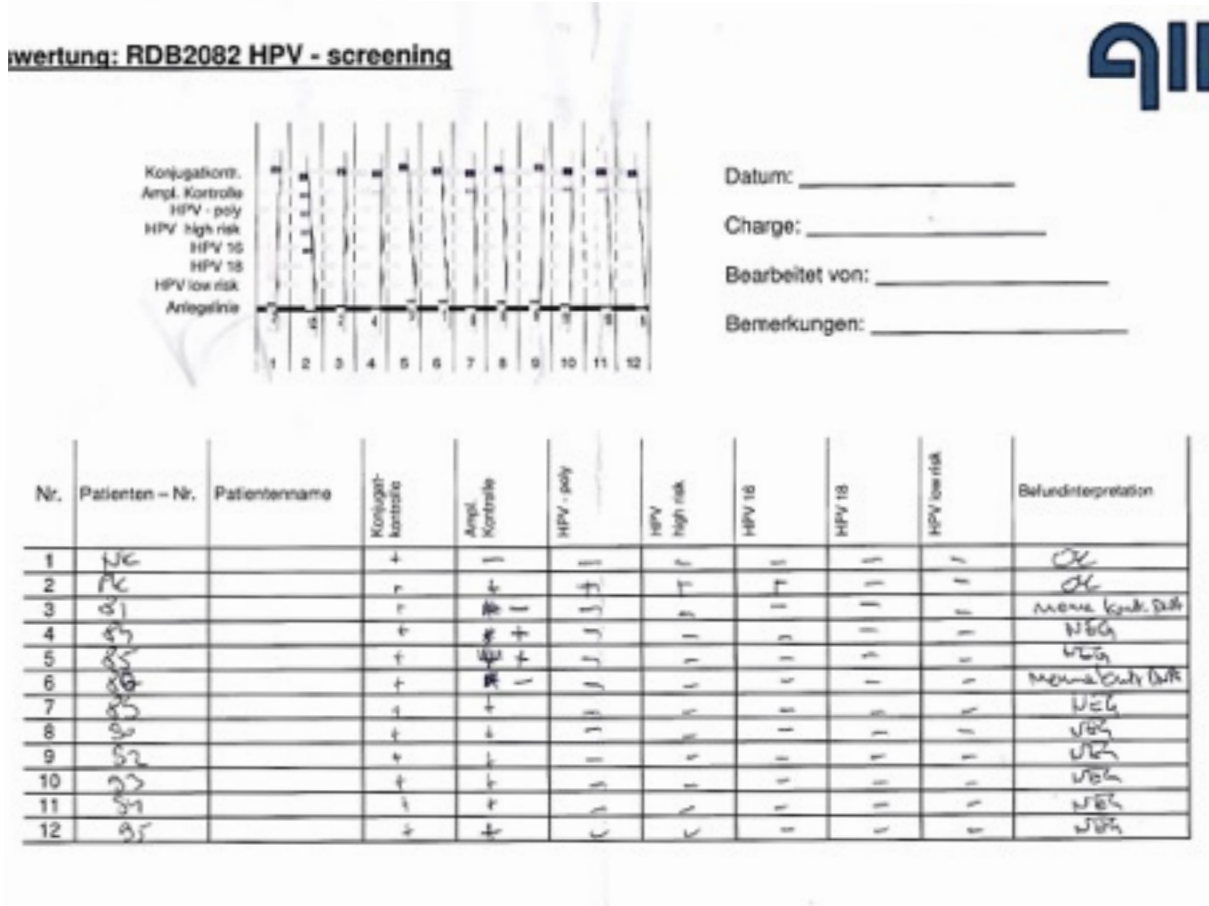 wertung: RDB2082 HPV - screening
Konjugatkontr.
Ampl. Kontrolle
HPV - poly
HPV high risk
HPV 16
HPV 18
HPV low risk
Anlegelinie
1 2 3 4 5 6 7 8 9 10 11 12
Datum:
Charge:
Bearbeitet von:
Bemerkungen:
Nr. Patienten – Nr. Patientenname Konjugat-kontrolle Ampl. Kontrolle HPV - poly HPV high risk HPV 16 HPV 18 HPV low risk Befundinterpretation
1 NC + - - - - - - OK
2 PC + + + + + - - OK
3 + - - - - - -
4 + + - - - - - NEG
5 + + - - - - - NEG
6 + - - - - - -
7 + + - - - - - NEG
8 + + - - - - - NEG
9 + + - - - - - NEG
10 93 + + - - - - - NEG
11 + + - - - - - NEG
12 95 + + - - - - - NEG